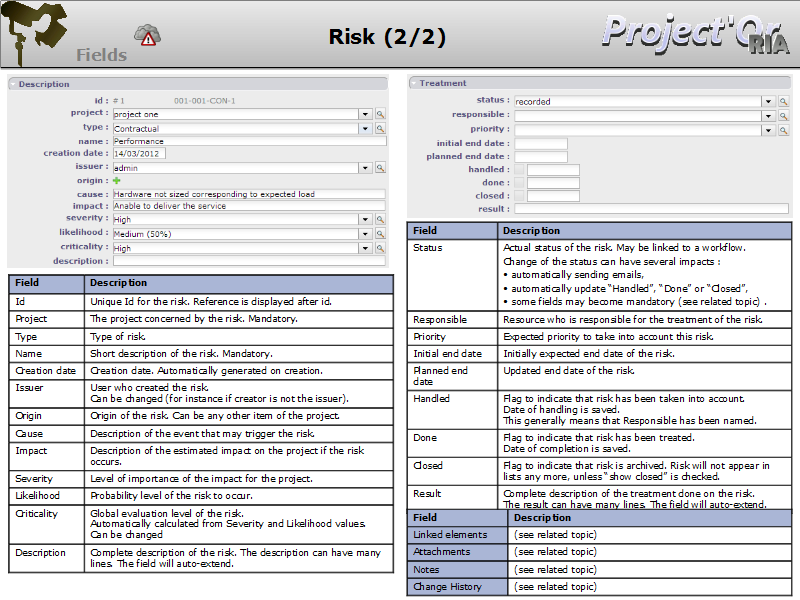 Fields
Risk (2/2)
Project'Or
RIA
Description
id : # 1 001-001-CON-1
project : project one
type : Contractual
name : Performance
creation date : 14/03/2012
issuer : admin
origin :
cause : Hardware not sized corresponding to expected load
impact : Anable to deliver the service
severity : High
likelihood : Medium (50%)
criticality : High
description :
Field Description
Id Unique Id for the risk. Reference is displayed after id.
Project The project concerned by the risk. Mandatory.
Type Type of risk.
Name Short description of the risk. Mandatory.
Creation date Creation date. Automatically generated on creation.
Issuer User who created the risk.
Can be changed (for instance if creator is not the issuer).
Origin Origin of the risk. Can be any other item of the project.
Cause Description of the event that may trigger the risk.
Impact Description of the estimated impact on the project if the risk
occurs.
Severity Level of importance of the impact for the project.
Likelihood Probability level of the risk to occur.
Criticality Global evaluation level of the risk.
Automatically calculated from Severity and Likelihood values.
Can be changed
Description Complete description of the risk. The description can have many
lines. The field will auto-extend.
Treatment
status : recorded
responsible :
priority :
initial end date :
planned end date :
handled :
done :
closed :
result :
Field Description
Status Actual status of the risk. May be linked to a workflow.
Change of the status can have several impacts :
• automatically sending emails,
• automatically update “Handled”, “Done” or “Closed”,
• some fields may become mandatory (see related topic) .
Responsible Resource who is responsible for the treatment of the risk.
Priority Expected priority to take into account this risk.
Initial end date Initially expected end date of the risk.
Planned end Updated end date of the risk.
date
Handled Flag to indicate that risk has been taken into account.
Date of handling is saved.
This generally means that Responsible has been named.
Done Flag to indicate that risk has been treated.
Date of completion is saved.
Closed Flag to indicate that risk is archived. Risk will not appear in
lists any more, unless “show closed” is checked.
Result Complete description of the treatment done on the risk.
The result can have many lines. The field will auto-extend.
Field Description
Linked elements (see related topic)
Attachments (see related topic)
Notes (see related topic)
Change History (see related topic)